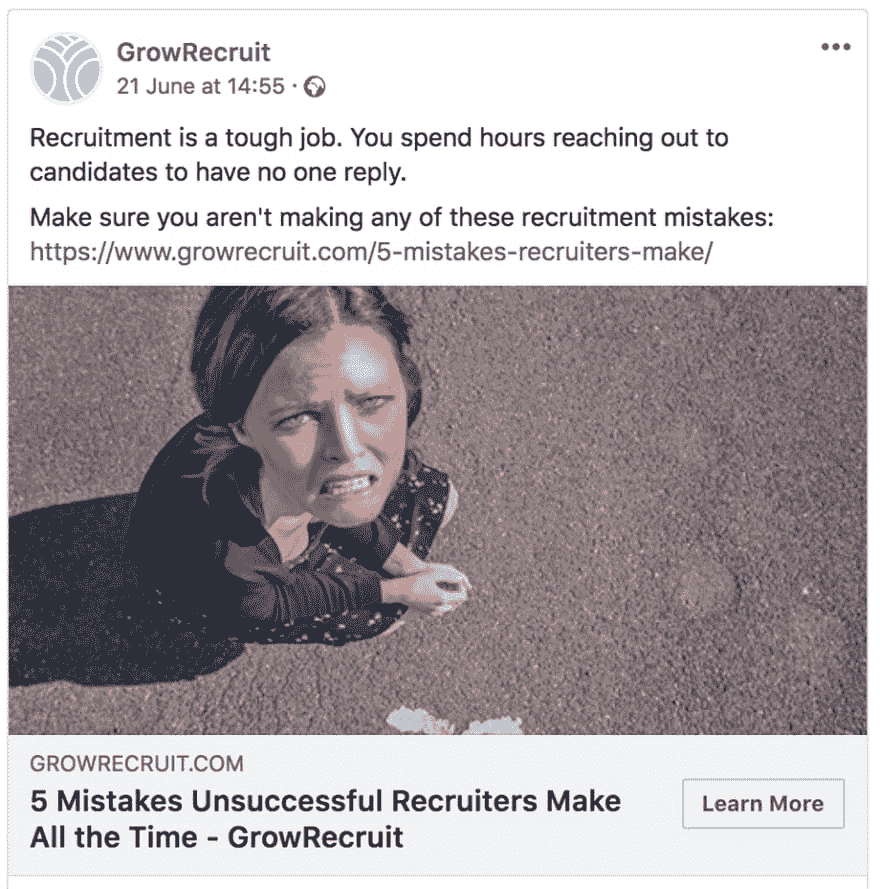 GrowRecruit
21 June at 14:55 ·
Recruitment is a tough job. You spend hours reaching out to
candidates to have no one reply.
Make sure you aren't making any of these recruitment mistakes:
https://www.growrecruit.com/5-mistakes-recruiters-make/
GROWRECRUIT.COM
5 Mistakes Unsuccessful Recruiters Make
All the Time - GrowRecruit
Learn More